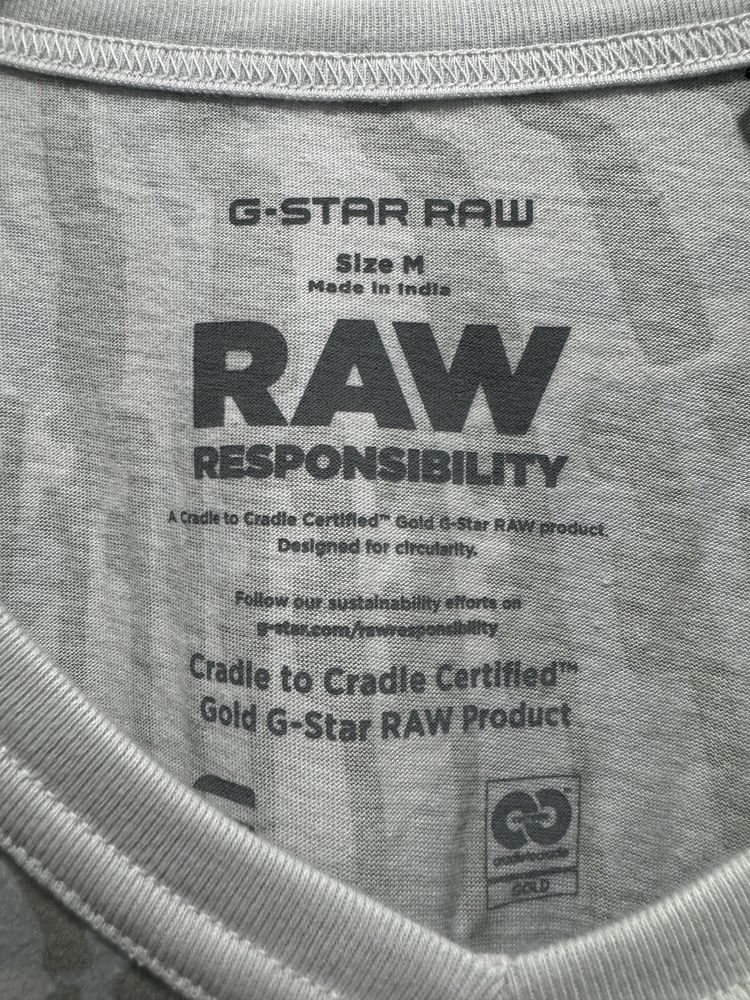 G-STAR RAW
Size M
Made in India
RAW
RESPONSIBILITY
A Cradle to Cradle Certified™ Gold G-Star RAW product.
Designed for circularity.
Follow our sustainability efforts on
g-star.com/rawresponsibility
Cradle to Cradle Certified™
Gold G-Star RAW Product
cradletocradle
GOLD